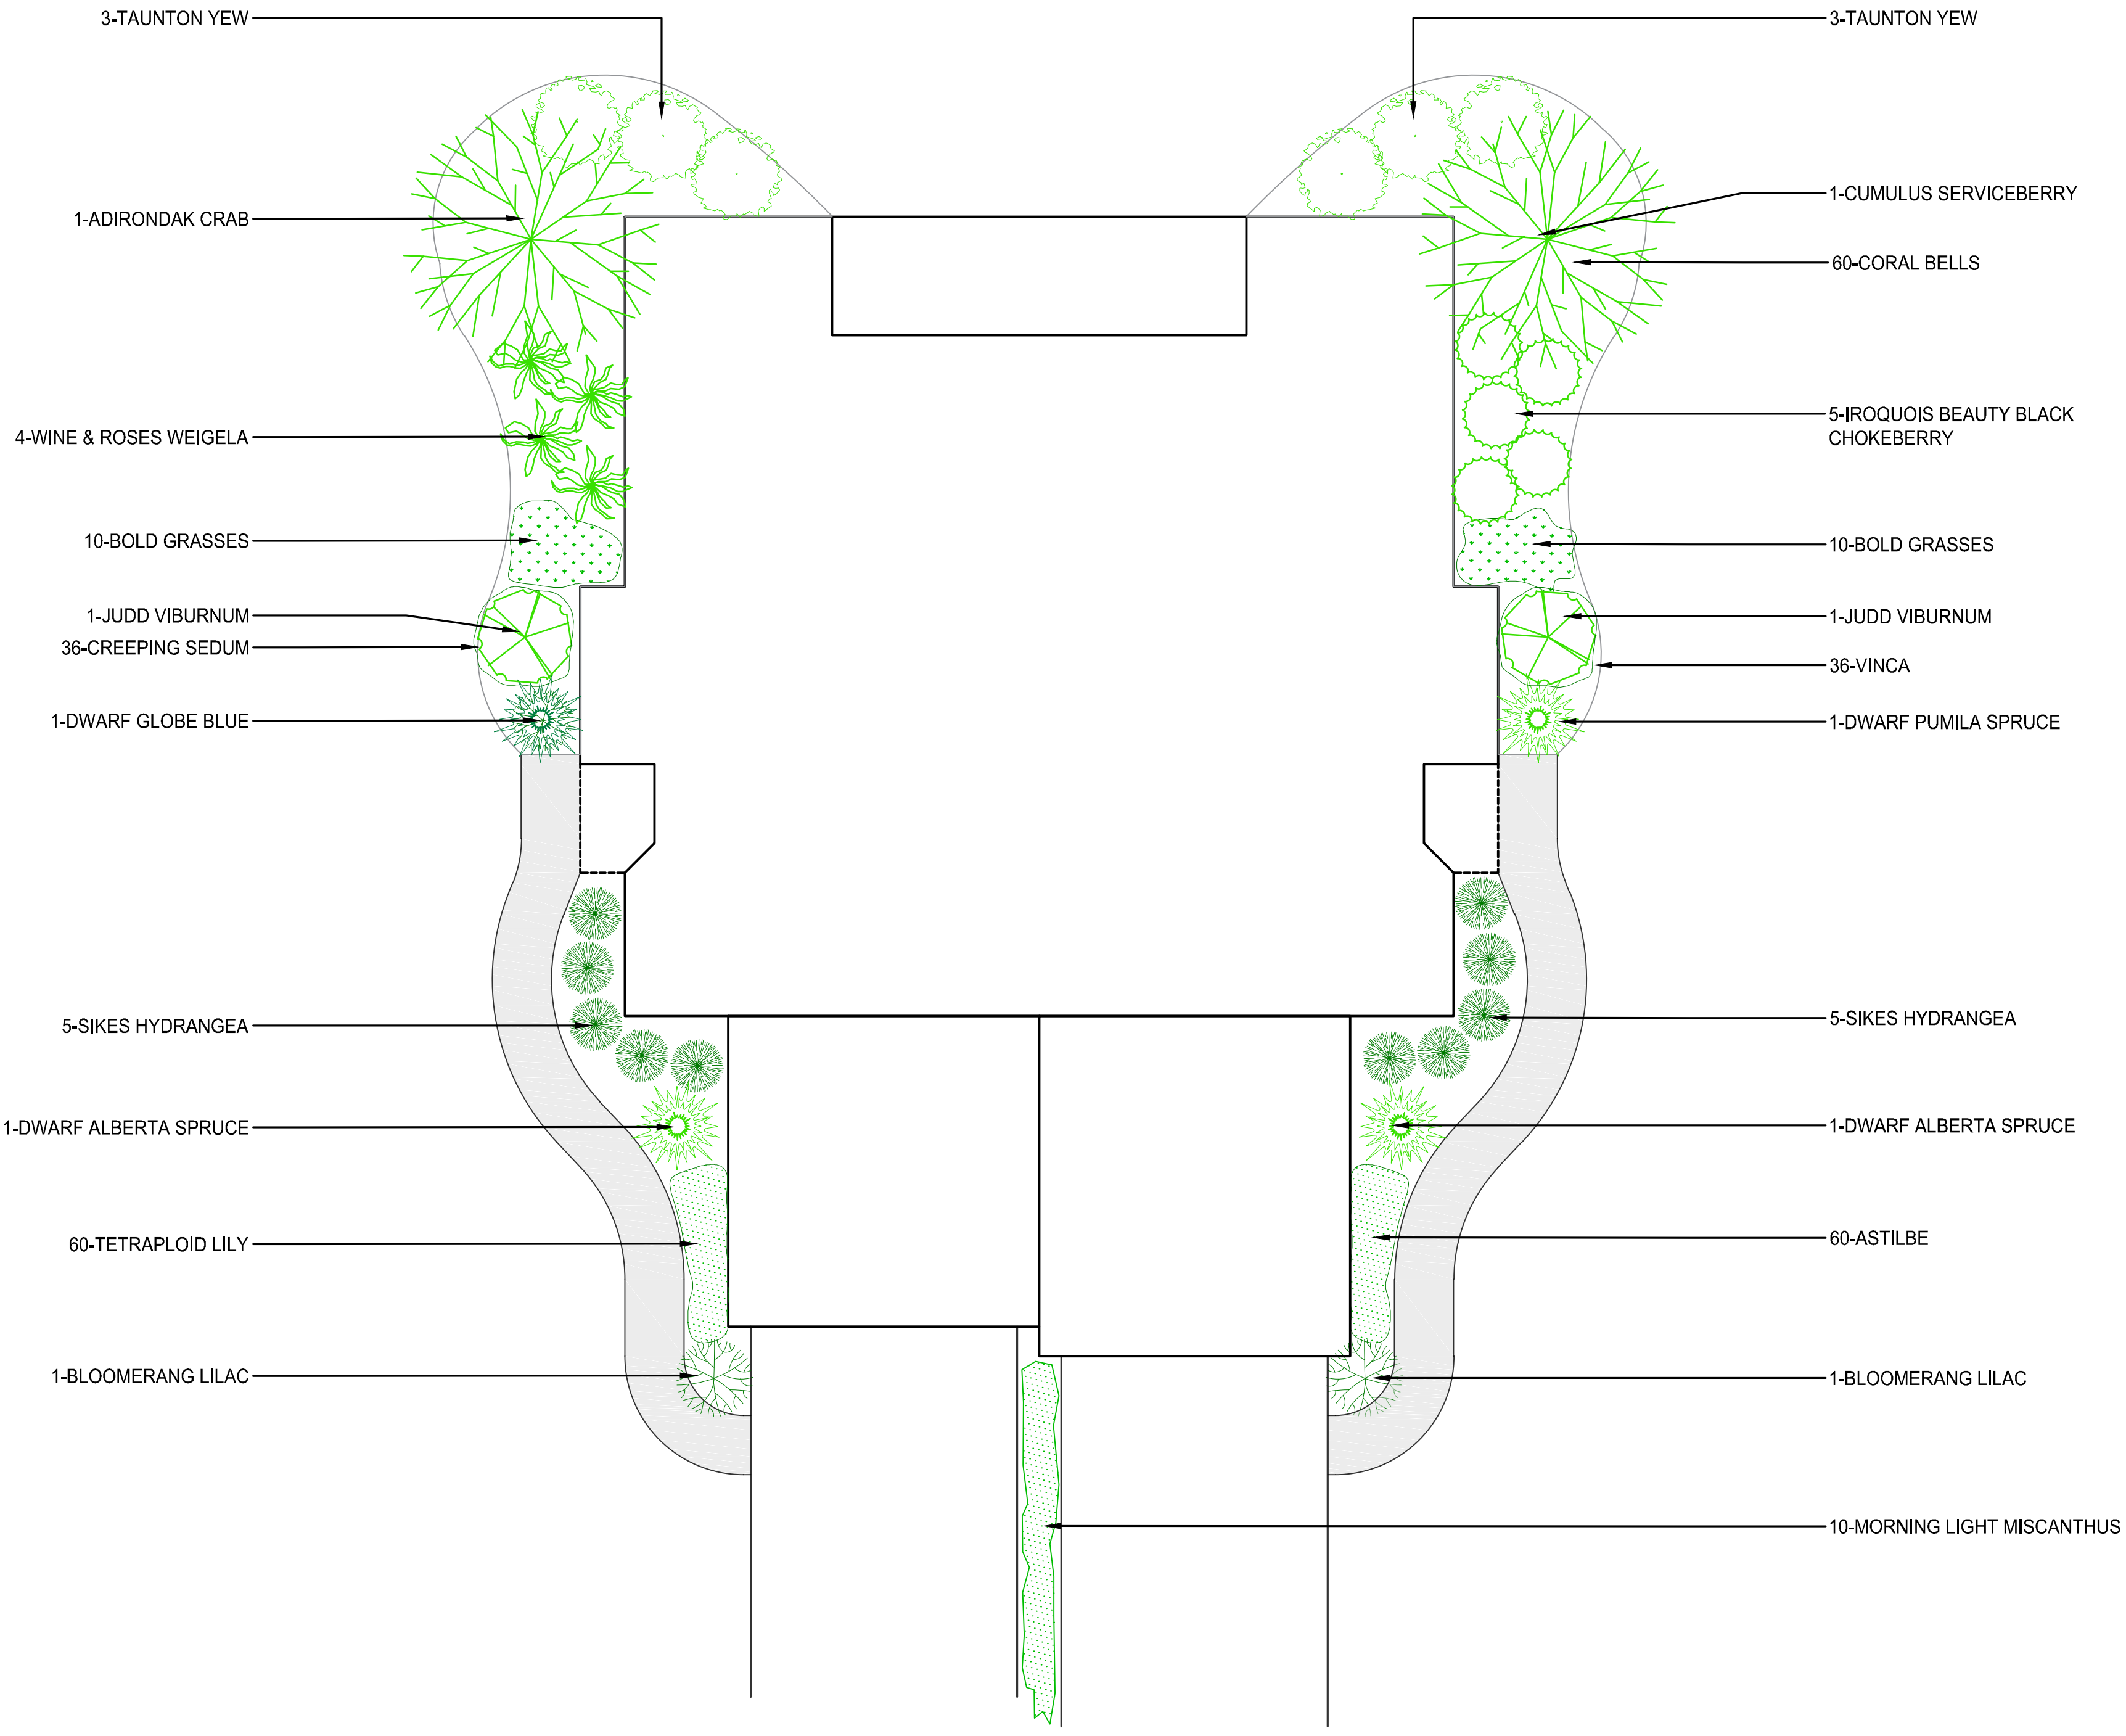 3-TAUNTON YEW
1-ADIRONDAK CRAB
4-WINE & ROSES WEIGELA
10-BOLD GRASSES
1-JUDD VIBURNUM
36-CREEPING SEDUM
1-DWARF GLOBE BLUE
5-SIKES HYDRANGEA
1-DWARF ALBERTA SPRUCE
60-TETRAPLOID LILY
1-BLOOMERANG LILAC
3-TAUNTON YEW
1-CUMULUS SERVICEBERRY
60-CORAL BELLS
5-IROQUOIS BEAUTY BLACK
CHOKEBERRY
10-BOLD GRASSES
1-JUDD VIBURNUM
36-VINCA
1-DWARF PUMILA SPRUCE
5-SIKES HYDRANGEA
1-DWARF ALBERTA SPRUCE
60-ASTILBE
1-BLOOMERANG LILAC
10-MORNING LIGHT MISCANTHUS